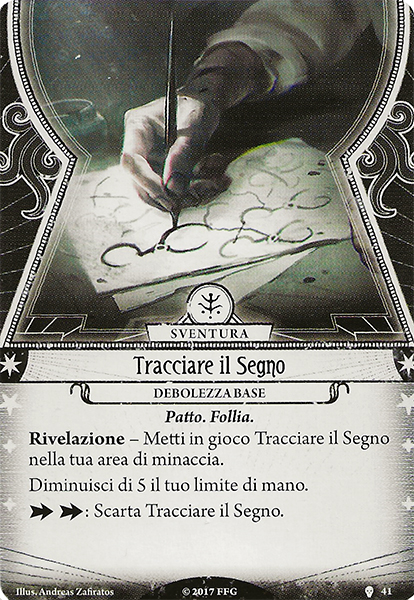 SVENTURA
Tracciare il Segno
DEBOLEZZA BASE
Patto. Follia.
Rivelazione – Metti in gioco Tracciare il Segno
nella tua area di minaccia.
Diminuisci di 5 il tuo limite di mano.
: Scarta Tracciare il Segno.
Illus. Andreas Zafiratos
© 2017 FFG
41